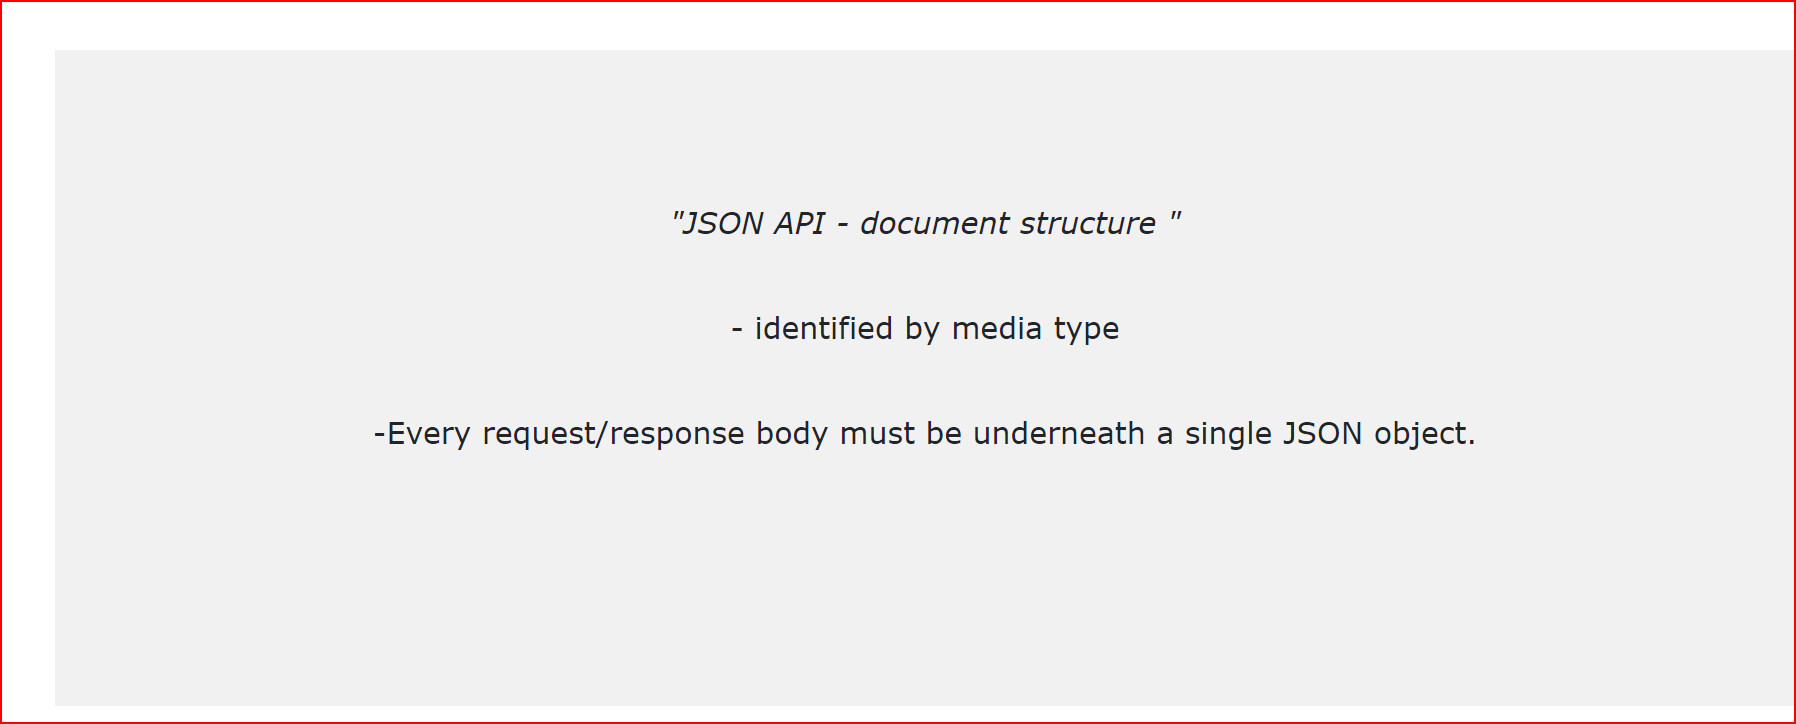 "JSON API - document structure "
- identified by media type
-Every request/response body must be underneath a single JSON object.